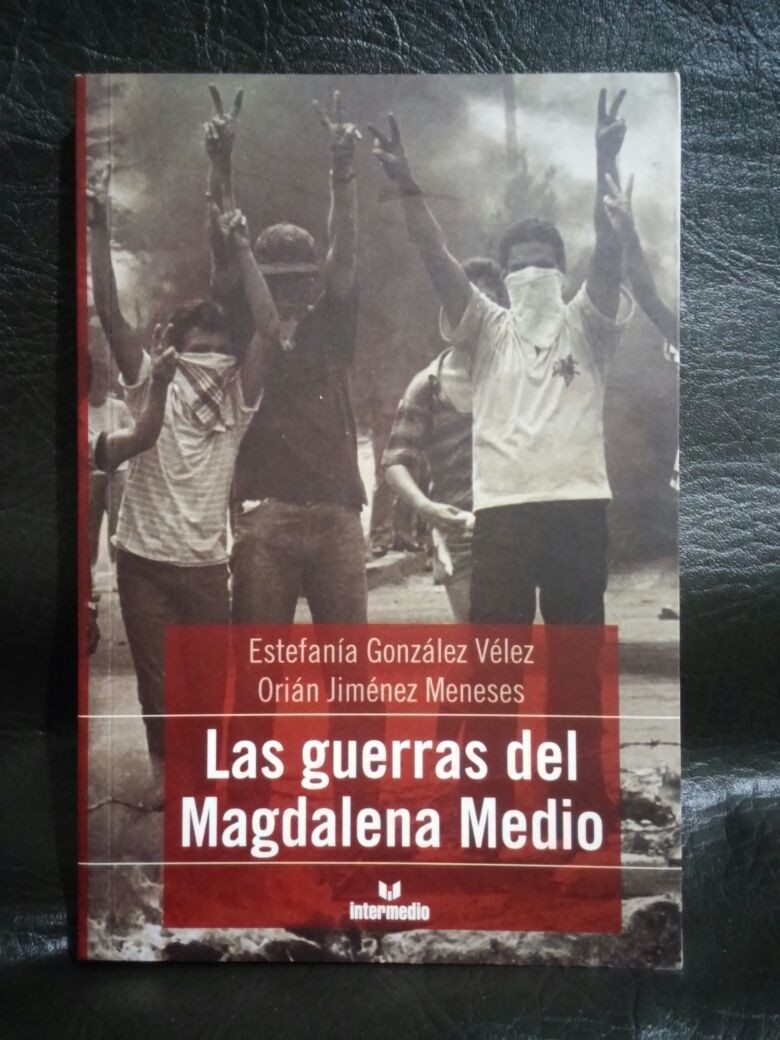 Estefanía González Vélez
Orián Jiménez Meneses
Las guerras del
Magdalena Medio
intermedio